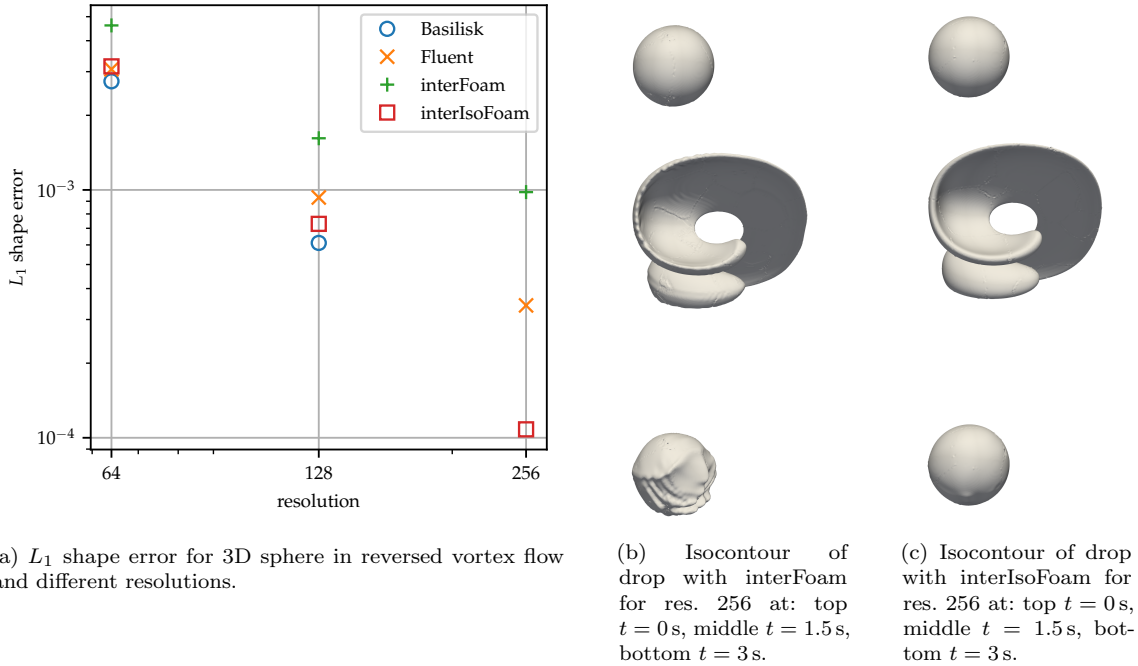 Basilisk
Fluent
interFoam
interIsoFoam
10⁻³
10⁻⁴
L₁ shape error
64
128
256
resolution
a) L₁ shape error for 3D sphere in reversed vortex flow
and different resolutions.
(b) Isocontour of
drop with interFoam
for res. 256 at: top
t = 0 s, middle t = 1.5 s,
bottom t = 3 s.
(c) Isocontour of drop
with interIsoFoam for
res. 256 at: top t = 0 s,
middle t = 1.5 s, bot-
tom t = 3 s.